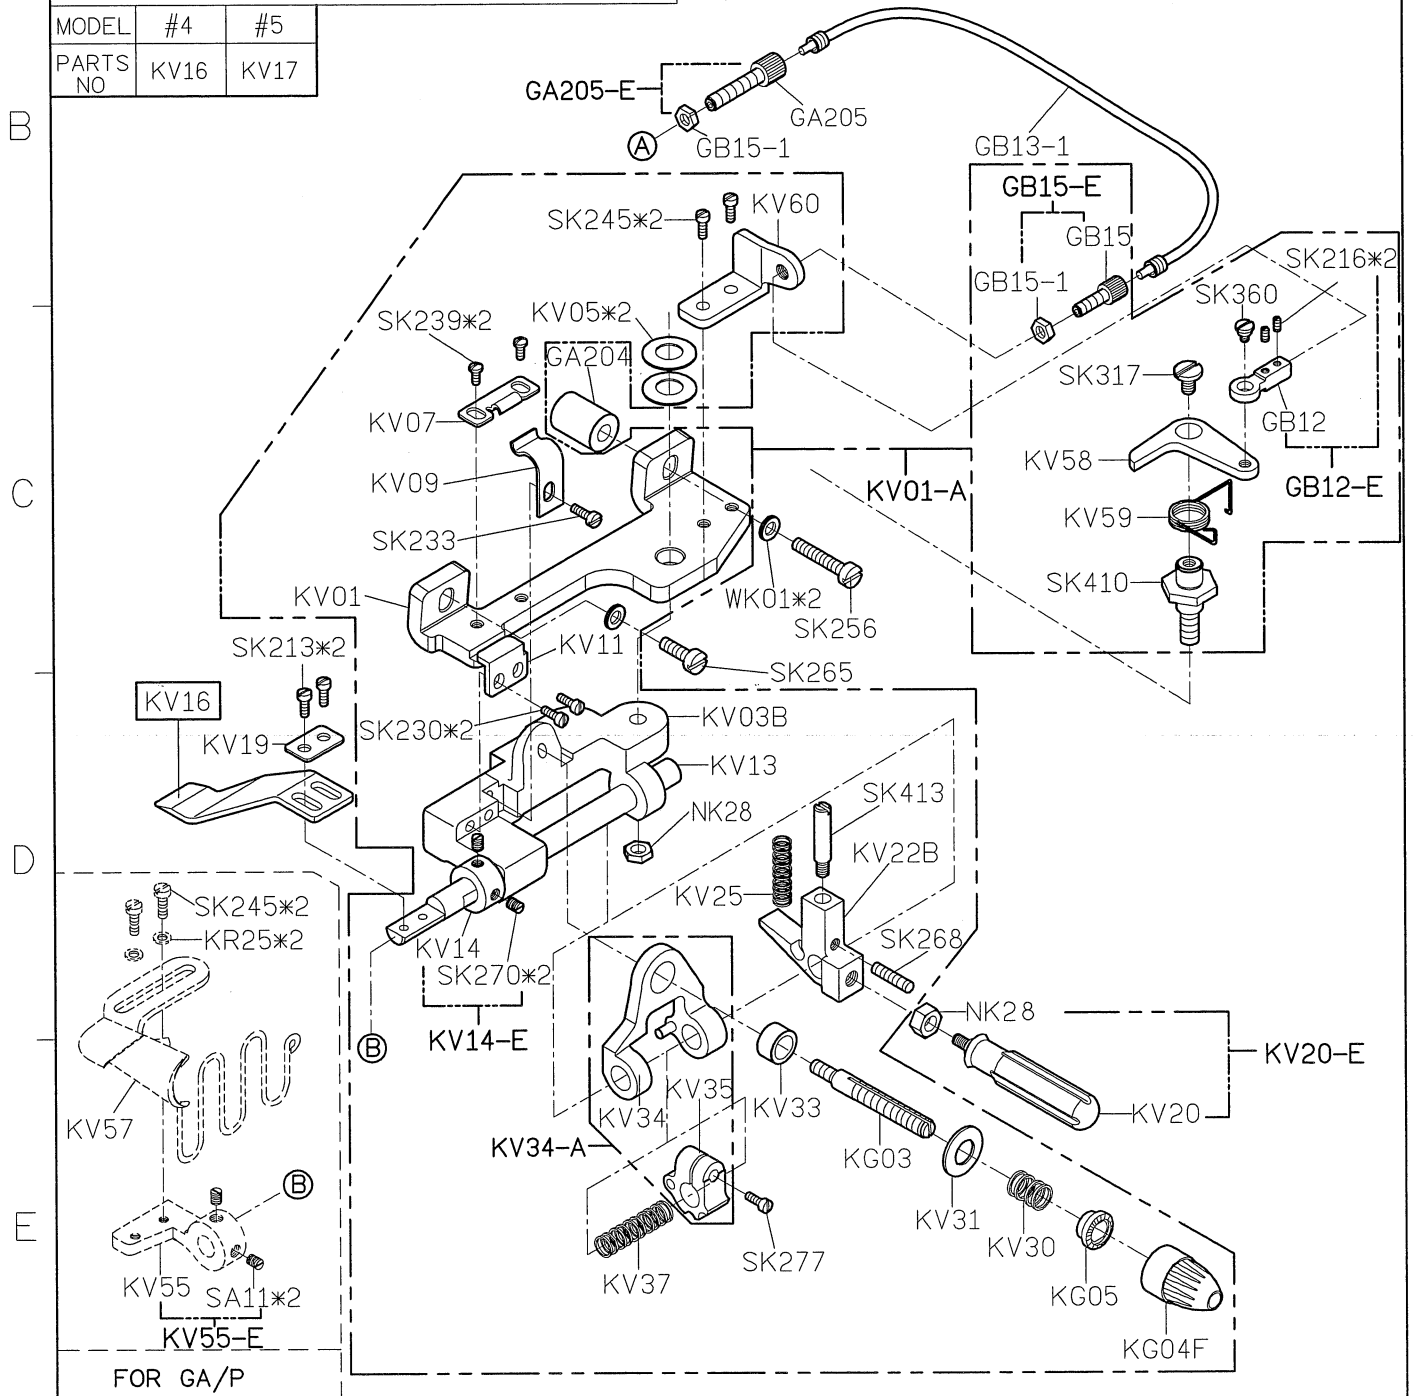 MODEL #4 #5
PARTS NO KV16 KV17
B
C
D
E
GA205-E
GA205
A
GB15-1
GB13-1
GB15-E
GB15
GB15-1
SK245*2
KV60
SK216*2
SK360
SK239*2
KV05*2
GA204
SK317
KV07
GB12
KV58
KV09
KV01-A
GB12-E
KV59
SK233
SK410
WK01*2
KV01
SK256
KV11
SK213*2
SK265
KV16
KV03B
SK230*2
KV19
KV13
SK413
NK28
KV22B
KV25
SK245*2
KV14
SK268
KR25*2
SK270*2
NK28
KV14-E
B
KV20-E
KV57
KV34
KV35
KV33
KV20
KV34-A
KG03
B
KV31
KV30
SK277
KV55
KV37
SA11*2
KG05
KV55-E
KG04F
FOR GA/P